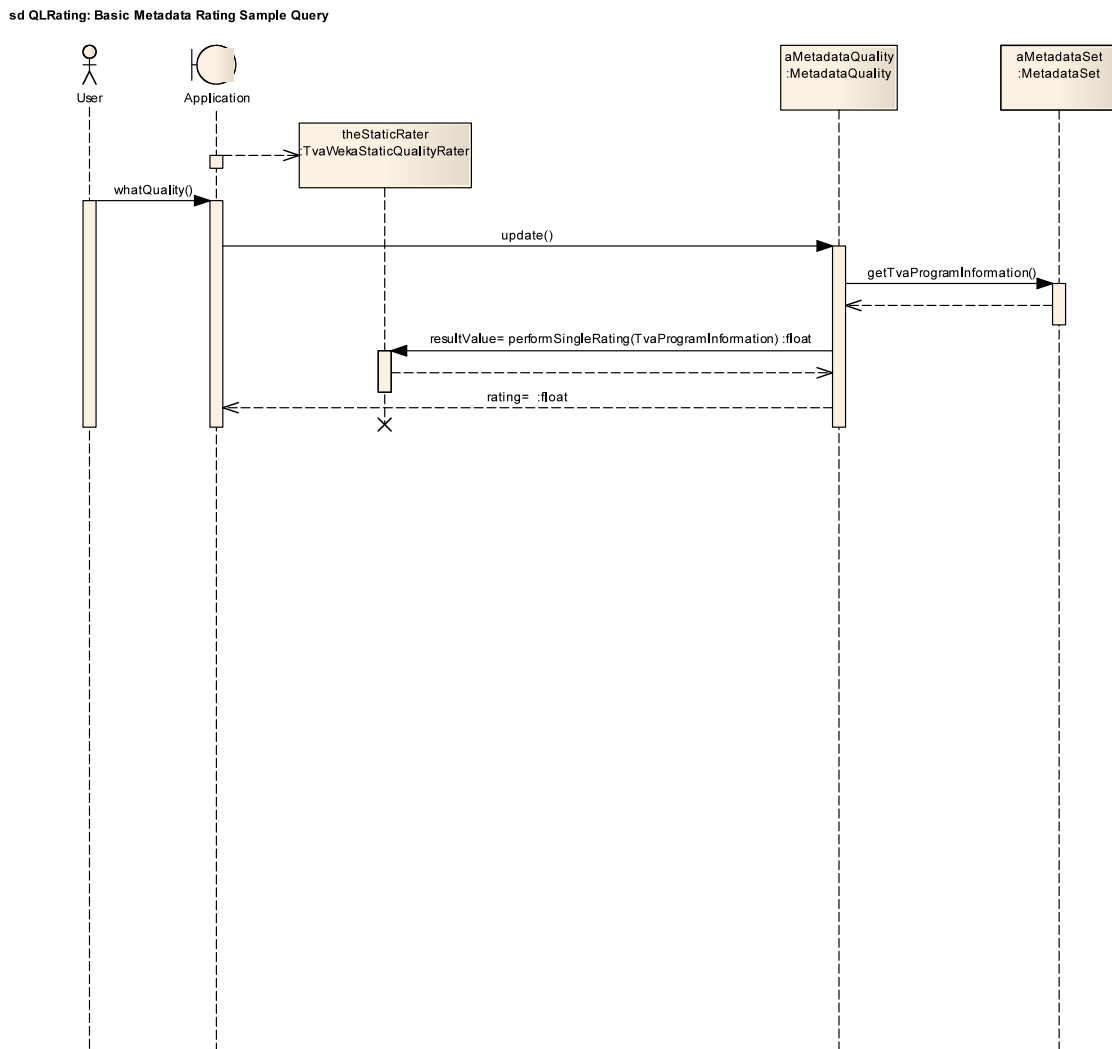 sd QLRating: Basic Metadata Rating Sample Query
User
Application
aMetadataQuality
:MetadataQuality
aMetadataSet
:MetadataSet
theStaticRater
:TvaWekaStaticQualityRater
whatQuality()
update()
getTvaProgramInformation()
resultValue= performSingleRating(TvaProgramInformation) :float
rating=  :float